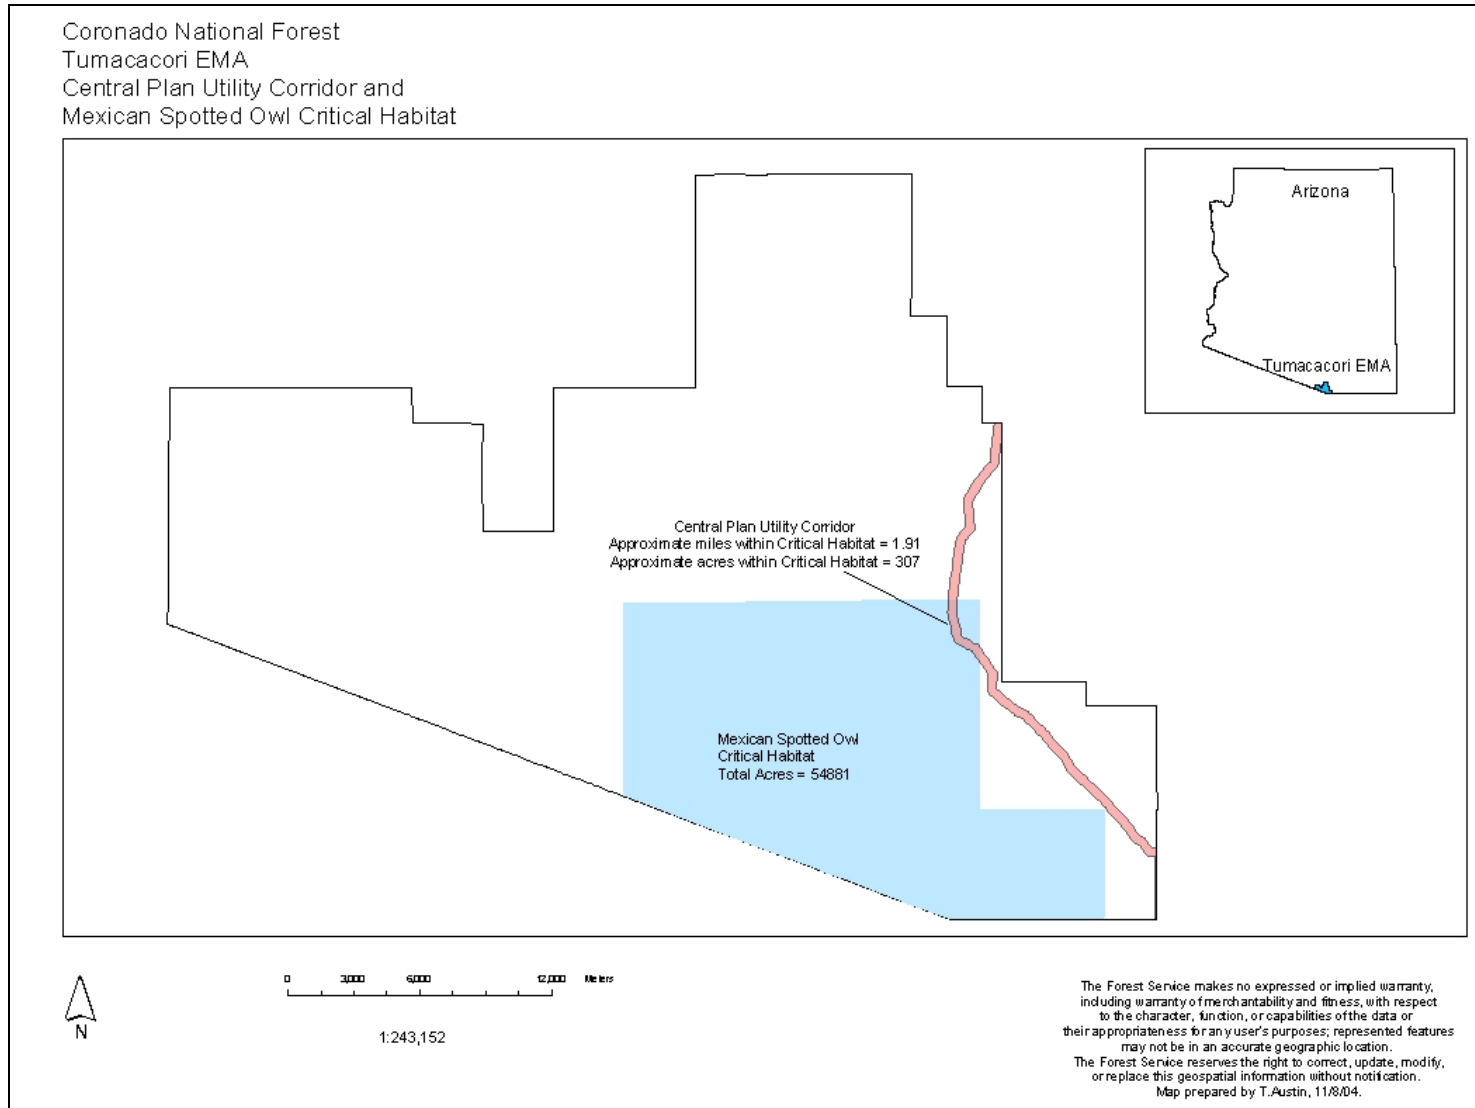 Coronado National Forest
Tumacacori EMA
Central Plan Utility Corridor and
Mexican Spotted Owl Critical Habitat
Arizona
Tumacacori EMA
Central Plan Utility Corridor
Approximate miles within Critical Habitat = 1.91
Approximate acres within Critical Habitat = 307
Mexican Spotted Owl
Critical Habitat
Total Acres = 54881
0 3,000 6,000 12,000 Meters
N
1:243,152
The Forest Service makes no expressed or implied warranty,
including warranty of merchantability and fitness, with respect
to the character, function, or capabilities of the data or
their appropriateness for any user's purposes; represented features
may not be in an accurate geographic location.
The Forest Service reserves the right to correct, update, modify,
or replace this geospatial information without notification.
Map prepared by T.Austin, 11/8/04.